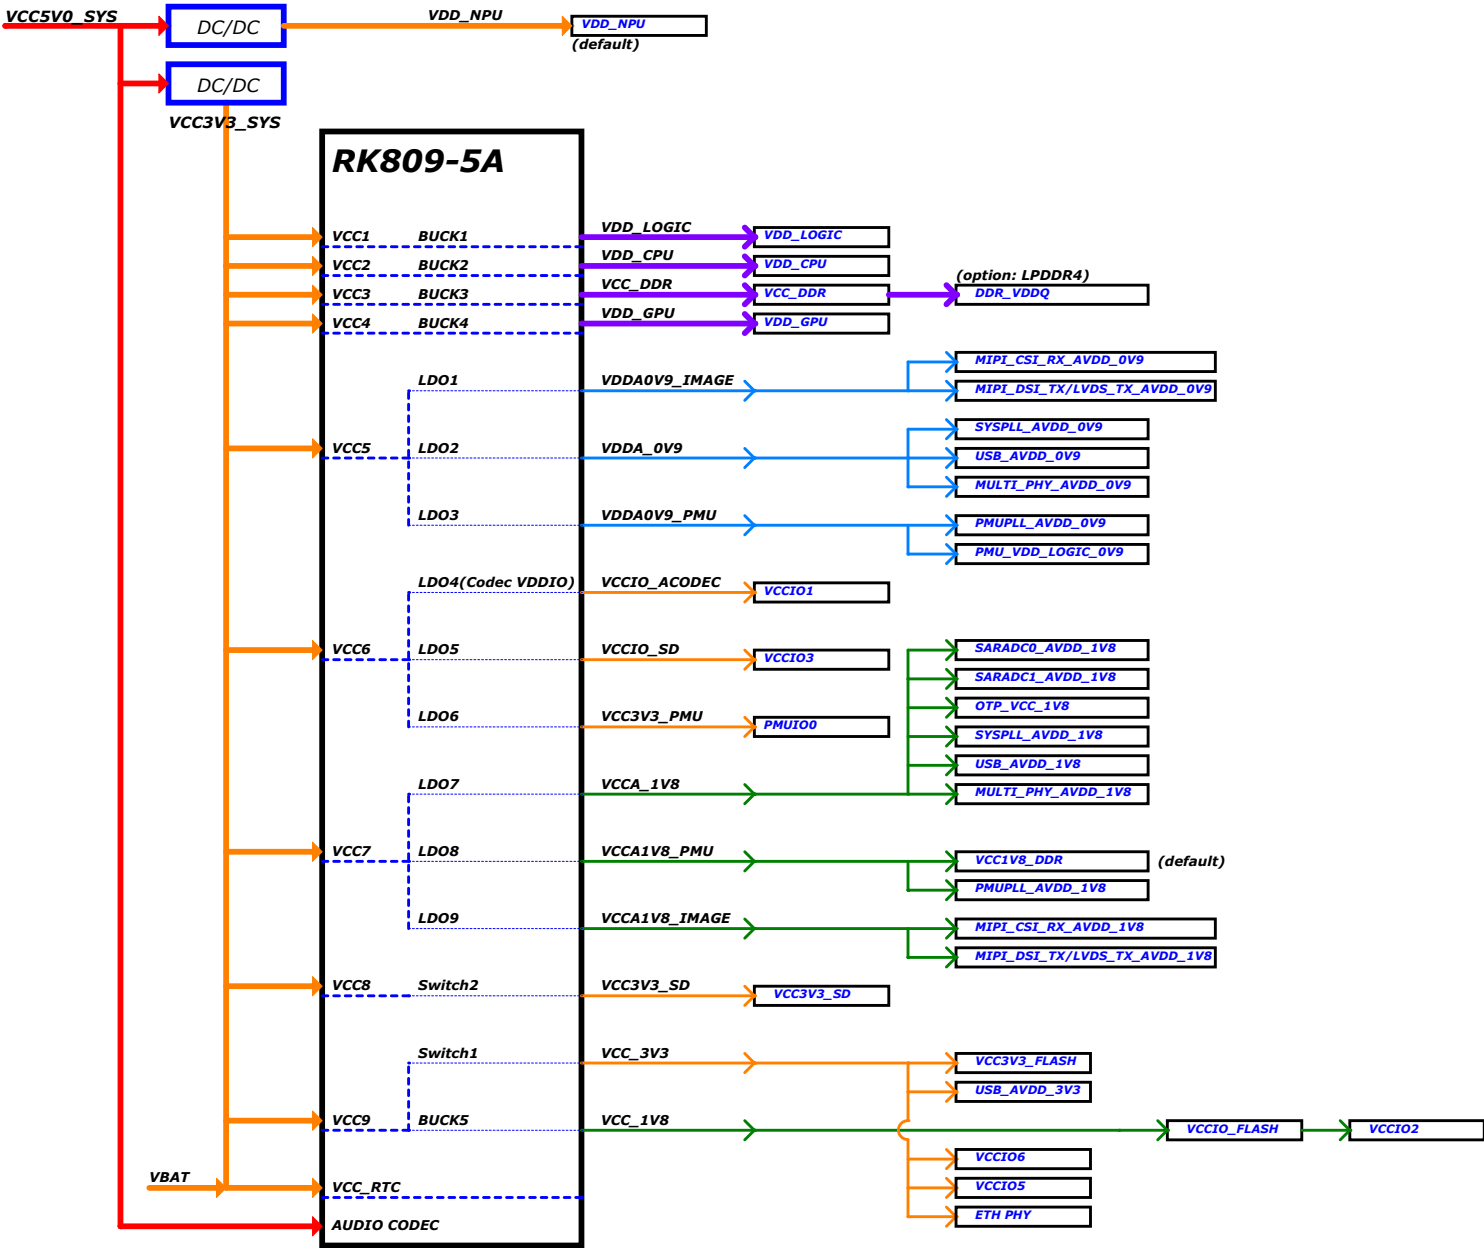 VCC5V0_SYS
DC/DC
VDD_NPU
VDD_NPU
(default)
DC/DC
VCC3V3_SYS
RK809-5A
VCC1 BUCK1 VDD_LOGIC VDD_LOGIC
VCC2 BUCK2 VDD_CPU VDD_CPU
(option: LPDDR4)
VCC3 BUCK3 VCC_DDR VCC_DDR DDR_VDDQ
VCC4 BUCK4 VDD_GPU VDD_GPU
MIPI_CSI_RX_AVDD_0V9
LDO1 VDDA0V9_IMAGE MIPI_DSI_TX/LVDS_TX_AVDD_0V9
SYSPLL_AVDD_0V9
VCC5 LDO2 VDDA_0V9 USB_AVDD_0V9
MULTI_PHY_AVDD_0V9
LDO3 VDDA0V9_PMU PMUPLL_AVDD_0V9
PMU_VDD_LOGIC_0V9
LDO4(Codec VDDIO) VCCIO_ACODEC VCCIO1
VCC6 LDO5 VCCIO_SD VCCIO3 SARADC0_AVDD_1V8
SARADC1_AVDD_1V8
OTP_VCC_1V8
LDO6 VCC3V3_PMU PMUIO0
SYSPLL_AVDD_1V8
USB_AVDD_1V8
LDO7 VCCA_1V8 MULTI_PHY_AVDD_1V8
VCC7 LDO8 VCCA1V8_PMU VCC1V8_DDR (default)
PMUPLL_AVDD_1V8
LDO9 VCCA1V8_IMAGE MIPI_CSI_RX_AVDD_1V8
MIPI_DSI_TX/LVDS_TX_AVDD_1V8
VCC8 Switch2 VCC3V3_SD VCC3V3_SD
Switch1 VCC_3V3 VCC3V3_FLASH
USB_AVDD_3V3
VCC9 BUCK5 VCC_1V8 VCCIO_FLASH VCCIO2
VCCIO6
VBAT VCC_RTC VCCIO5
ETH PHY
AUDIO CODEC